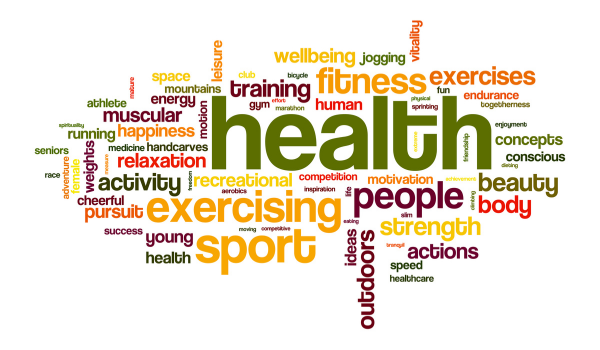 vitality
leisure
wellbeing
jogging
space
club
bicycle
fitness
exercises
mature
mountains
training
fun
endurance
athlete
energy
gym
effort
human
physical
togetherness
muscular
motion
marathon
sprinting
health
spirituality
running
happiness
enjoyment
concepts
seniors
medicine
handcarves
friendship
conscious
adventure
female
weights
relaxation
dieting
race
activity
freedom
recreational
competition
motivation
beauty
aerobics
inspiration
life
people
climbing
cheerful
pursuit
exercising
slim
body
eating
strength
success
young
moving
competitive
sport
ideas
outdoors
tranquil
actions
health
speed
healthcare